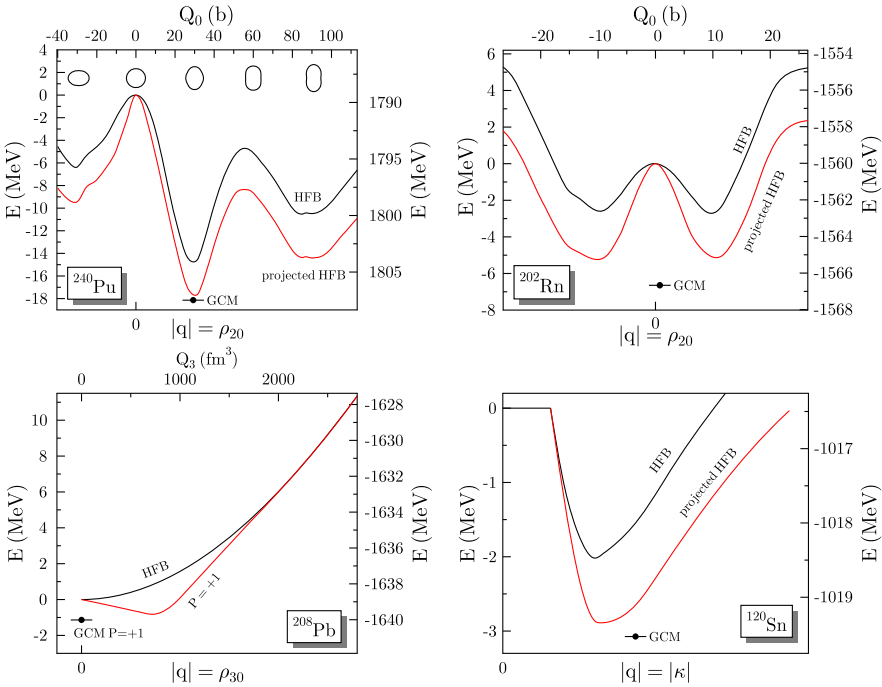 Q₀ (b)
-40 -20 0 20 40 60 80 100
4
2
0
-2
-4
-6
-8
-10
-12
-14
-16
-18
E (MeV)
1790
1795
1800
1805
E (MeV)
HFB
projected HFB
GCM
²⁴⁰Pu
0
|q| = ρ₂₀
Q₀ (b)
-20 -10 0 10 20
6
4
2
0
-2
-4
-6
-8
E (MeV)
-1554
-1556
-1558
-1560
-1562
-1564
-1566
-1568
E (MeV)
HFB
projected HFB
GCM
²⁰²Rn
0
|q| = ρ₂₀
Q₃ (fm³)
0 1000 2000
10
8
6
4
2
0
-2
E (MeV)
-1628
-1630
-1632
-1634
-1636
-1638
-1640
E (MeV)
HFB
P = +1
GCM P=+1
²⁰⁸Pb
0
|q| = ρ₃₀
0
-1
-2
-3
E (MeV)
-1017
-1018
-1019
E (MeV)
HFB
projected HFB
GCM
¹²⁰Sn
0
|q| = |κ|